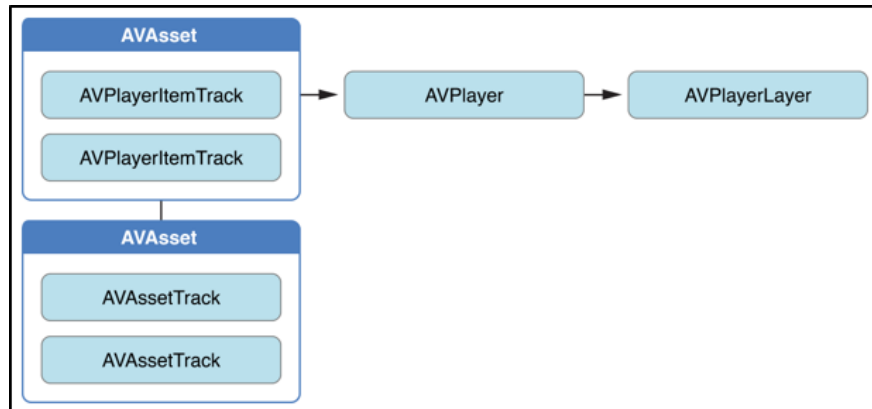 AVAsset
AVPlayerItemTrack
AVPlayer
AVPlayerLayer
AVPlayerItemTrack
AVAsset
AVAssetTrack
AVAssetTrack